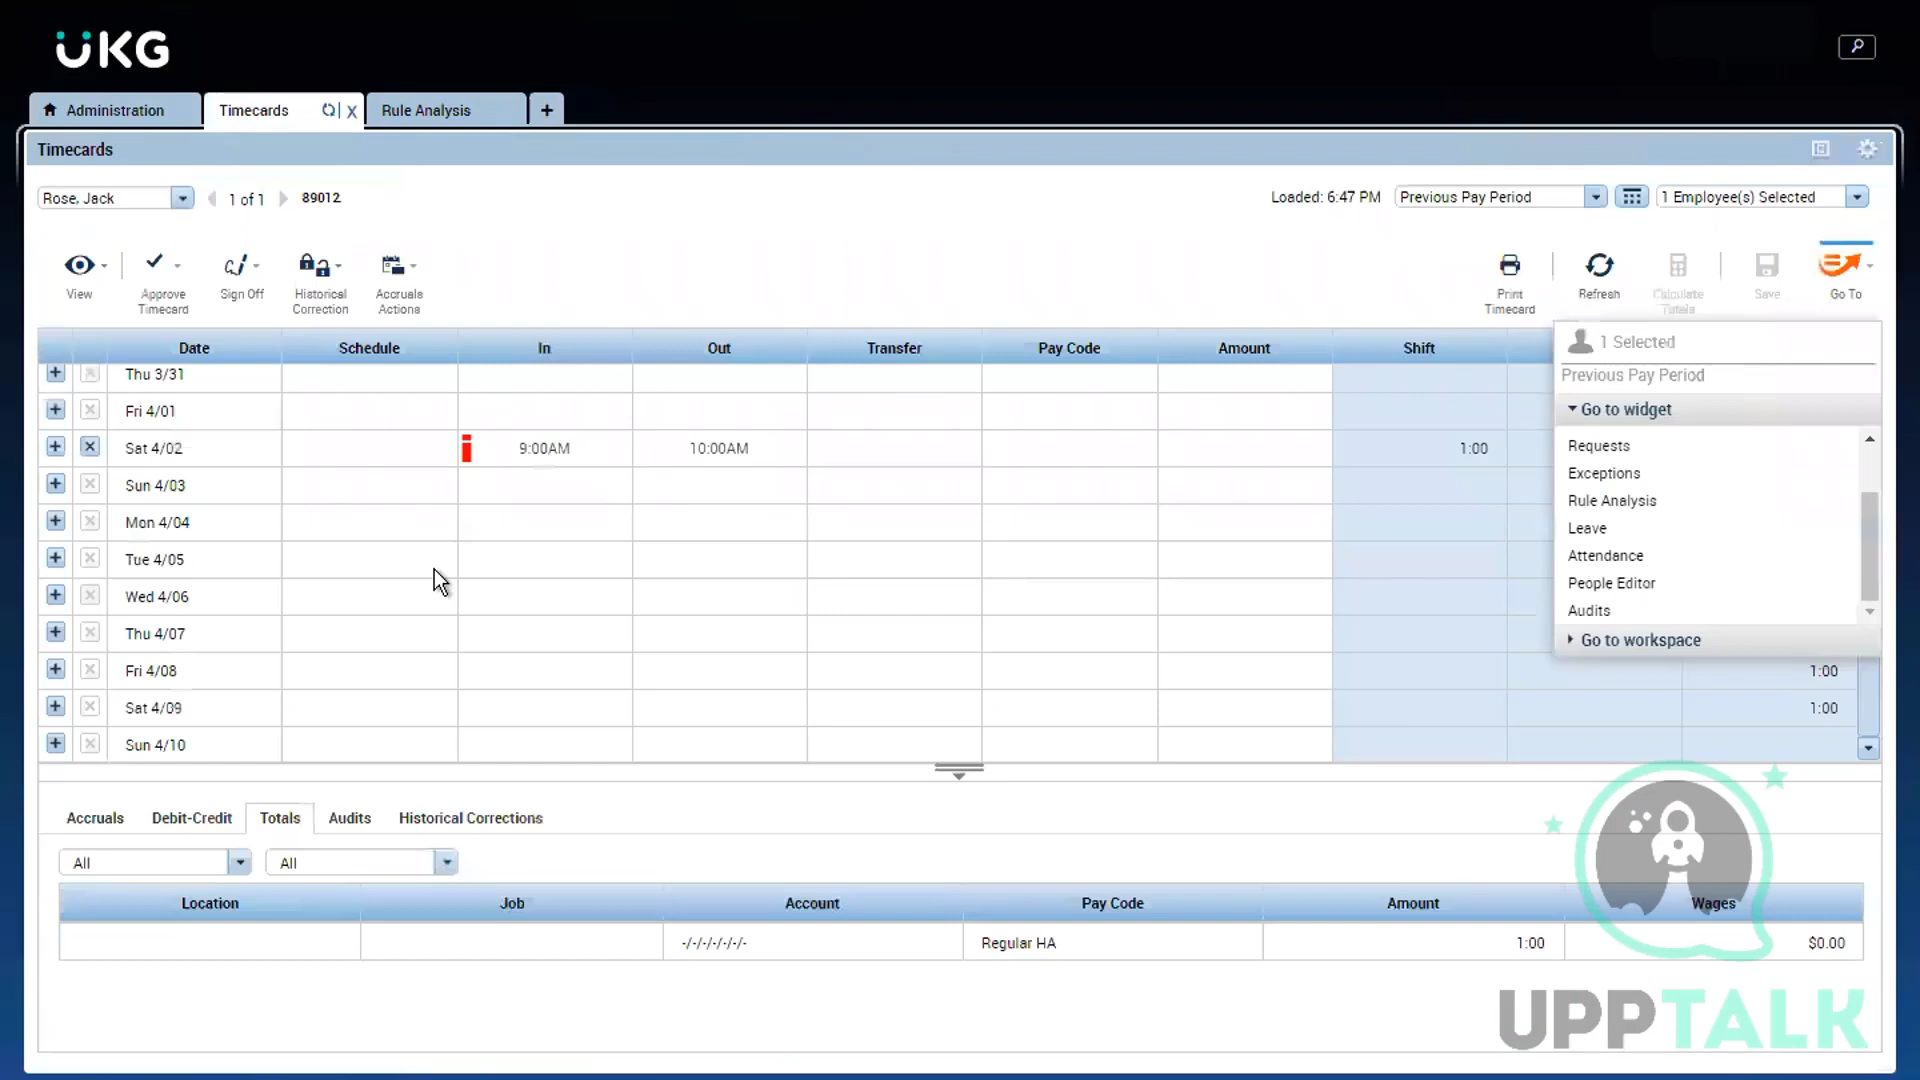 UKG
Administration
Timecards
Rule Analysis
Timecards
Rose, Jack
1 of 1
89012
Loaded: 6:47 PM
Previous Pay Period
1 Employee(s) Selected
View
Approve
Timecard
Sign Off
Historical
Correction
Accruals
Actions
Print
Timecard
Refresh
Calculate
Totals
Save
Go To
Date Schedule In Out Transfer Pay Code Amount Shift
Thu 3/31
Fri 4/01
Sat 4/02 9:00AM 10:00AM 1:00
Sun 4/03
Mon 4/04
Tue 4/05
Wed 4/06
Thu 4/07
Fri 4/08 1:00
Sat 4/09 1:00
Sun 4/10
1 Selected
Previous Pay Period
Go to widget
Requests
Exceptions
Rule Analysis
Leave
Attendance
People Editor
Audits
Go to workspace
Accruals Debit-Credit Totals Audits Historical Corrections
All All
Location Job Account Pay Code Amount Wages
-/-/-/-/-/- Regular HA 1:00 $0.00
UPPTALK